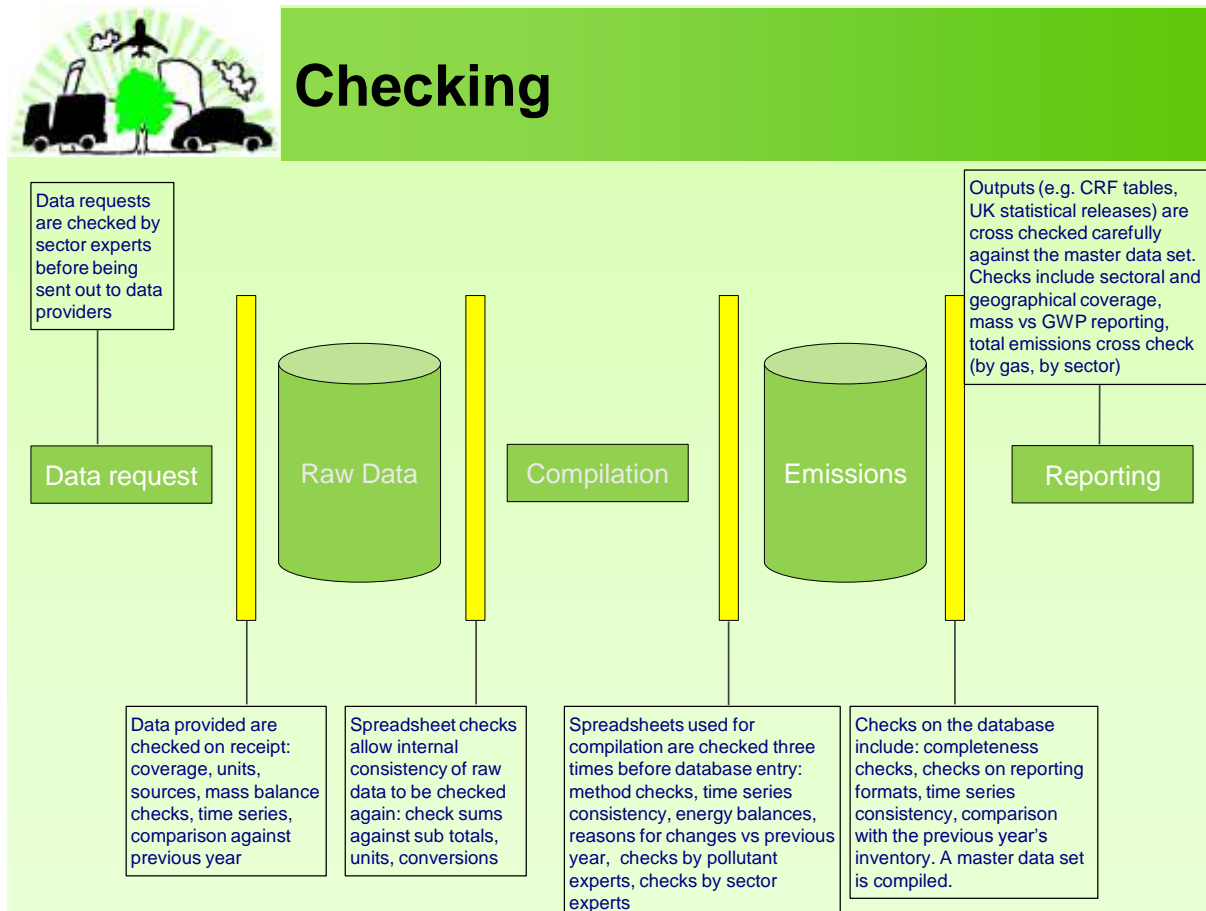 Checking
Data requests
are checked by
sector experts
before being
sent out to data
providers
Outputs (e.g. CRF tables,
UK statistical releases) are
cross checked carefully
against the master data set.
Checks include sectoral and
geographical coverage,
mass vs GWP reporting,
total emissions cross check
(by gas, by sector)
Data request
Raw Data
Compilation
Emissions
Reporting
Data provided are
checked on receipt:
coverage, units,
sources, mass balance
checks, time series,
comparison against
previous year
Spreadsheet checks
allow internal
consistency of raw
data to be checked
again: check sums
against sub totals,
units, conversions
Spreadsheets used for
compilation are checked three
times before database entry:
method checks, time series
consistency, energy balances,
reasons for changes vs previous
year, checks by pollutant
experts, checks by sector
experts
Checks on the database
include: completeness
checks, checks on reporting
formats, time series
consistency, comparison
with the previous year's
inventory. A master data set
is compiled.